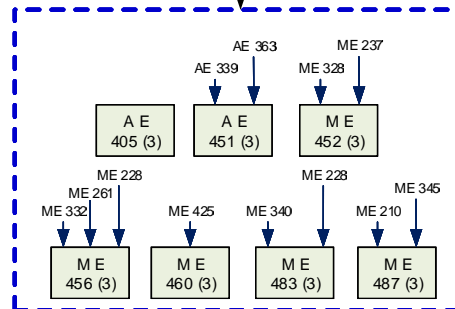 AE 363 ME 237
AE 339 ME 328
A E A E M E
405 (3) 451 (3) 452 (3)
ME 228 ME 228
ME 261 ME 345
ME 332 ME 425 ME 340 ME 210
M E M E M E M E
456 (3) 460 (3) 483 (3) 487 (3)